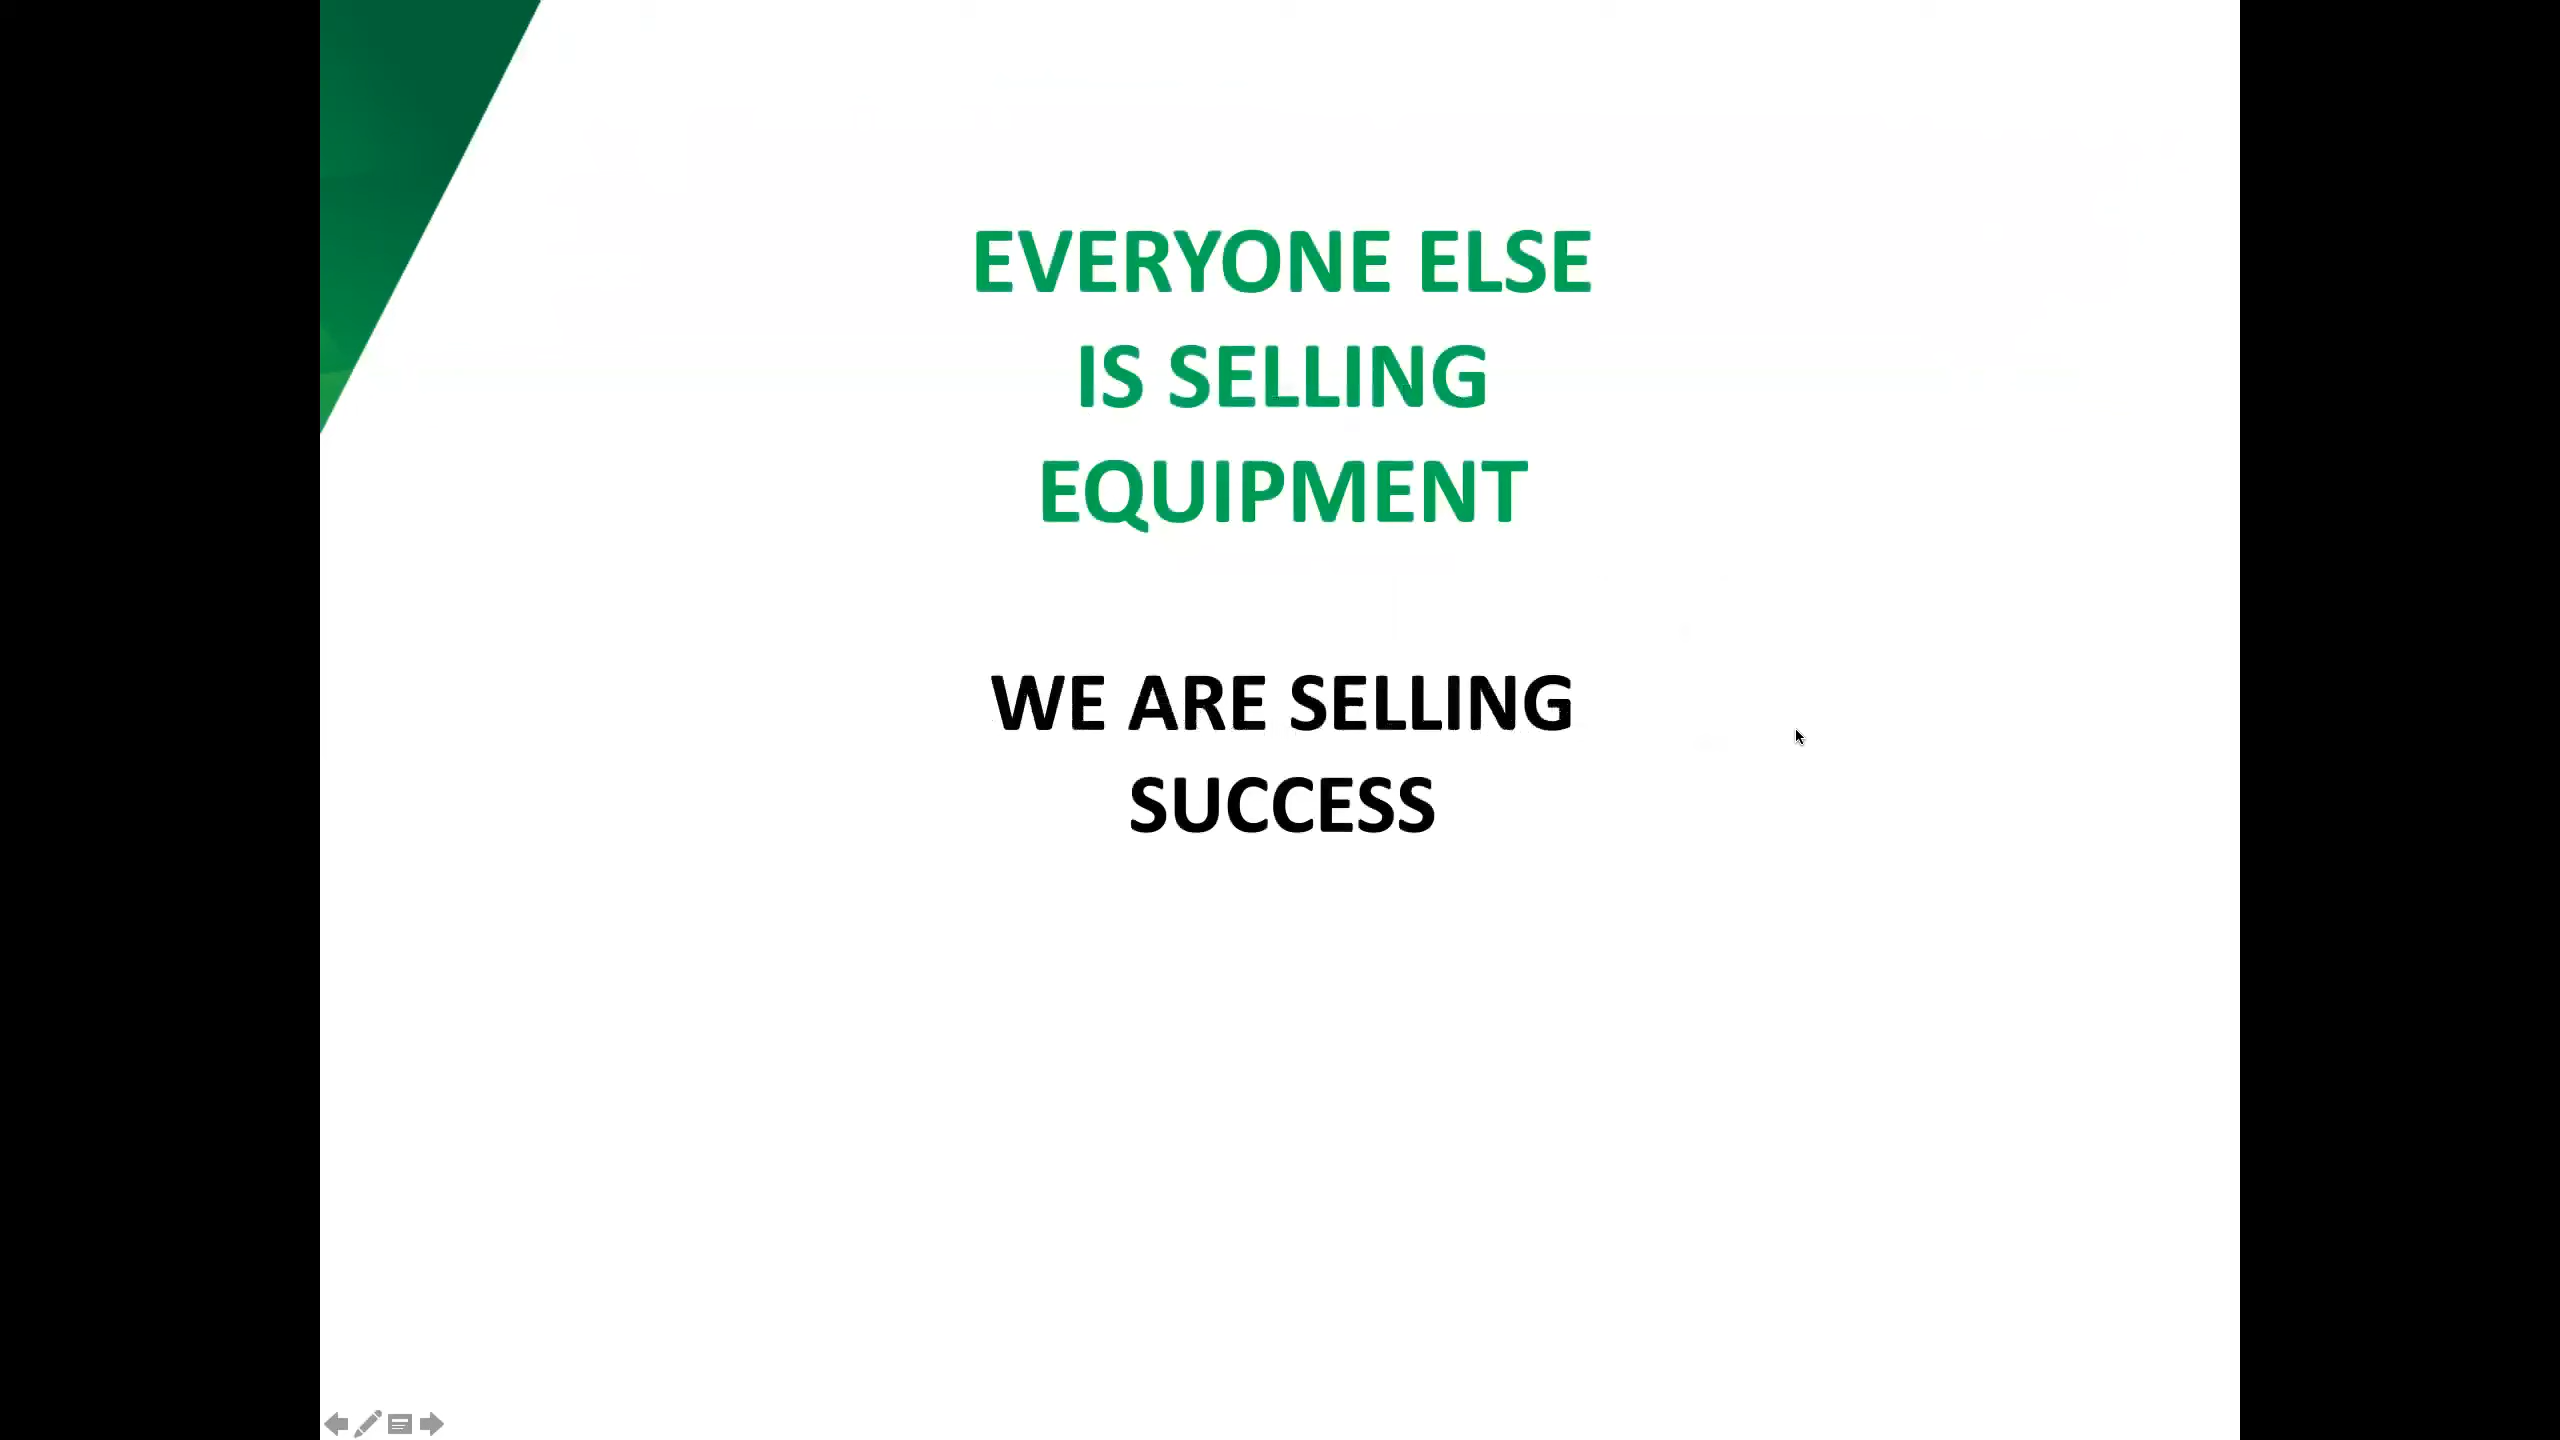 EVERYONE ELSE
IS SELLING
EQUIPMENT
WE ARE SELLING
SUCCESS